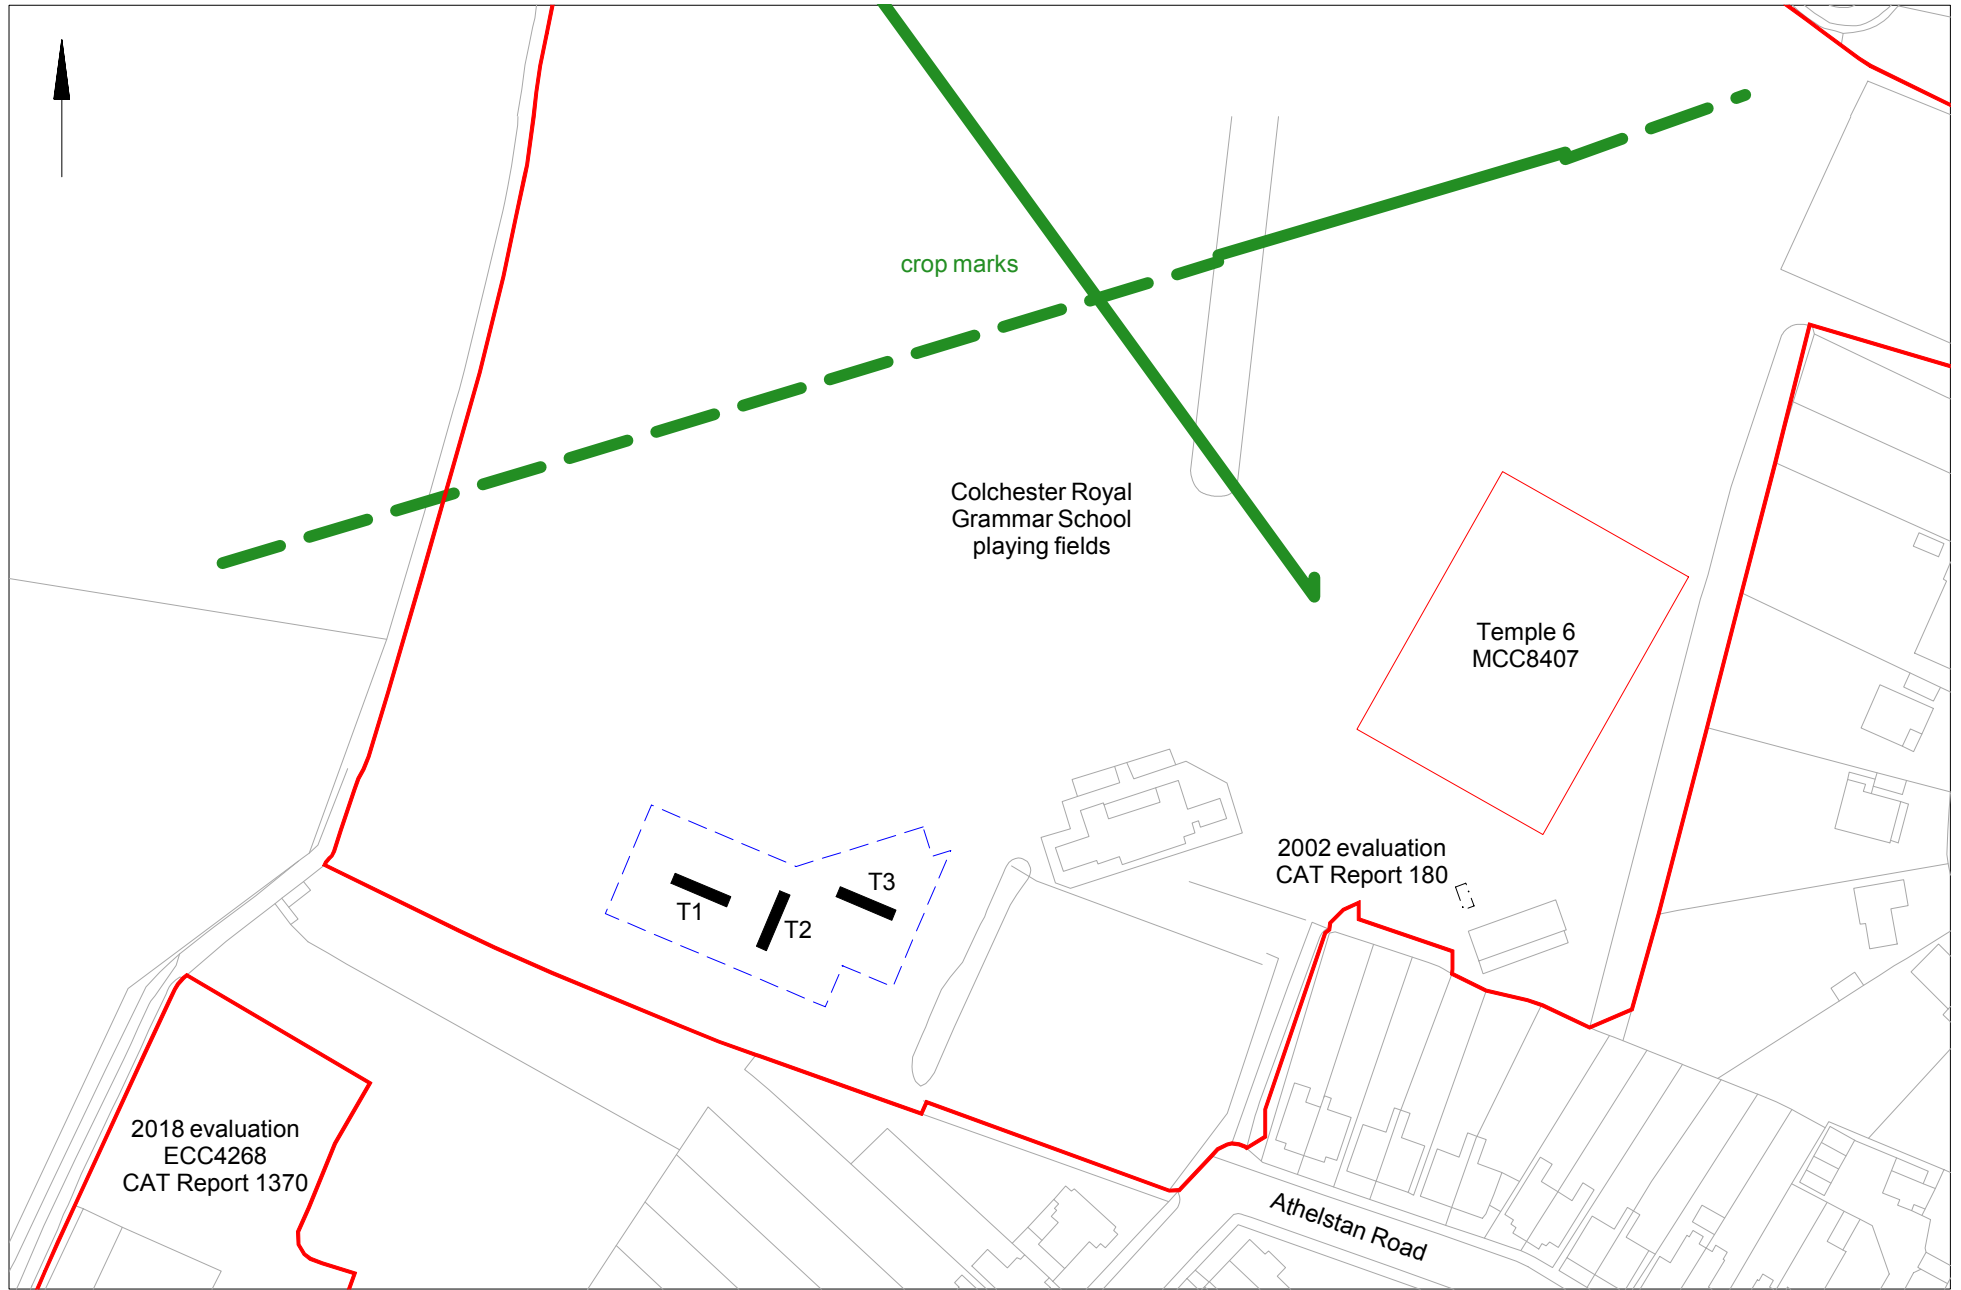 crop marks
Colchester Royal
Grammar School
playing fields
Temple 6
MCC8407
2002 evaluation
CAT Report 180
T1
T2
T3
2018 evaluation
ECC4268
CAT Report 1370
Athelstan Road